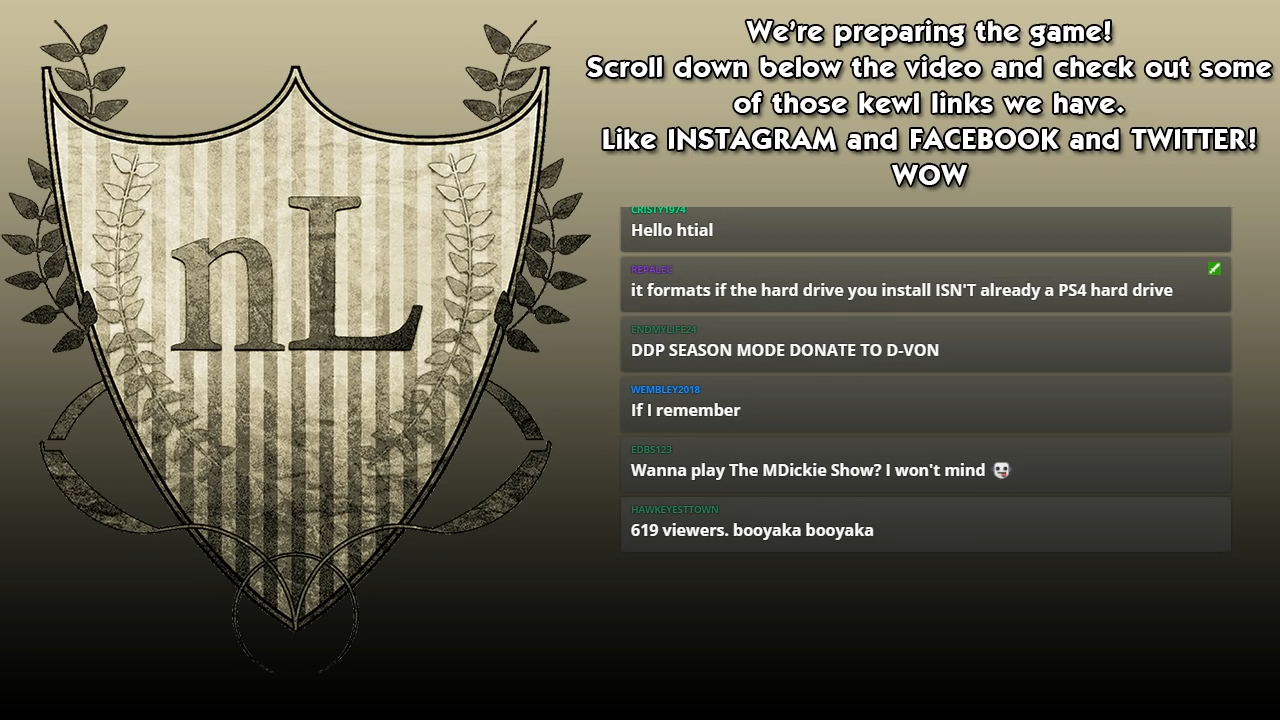 We're preparing the game!
Scroll down below the video and check out some
of those kewl links we have.
Like INSTAGRAM and FACEBOOK and TWITTER!
WOW
nL
CRISTY1974
Hello htial
it formats if the hard drive you install ISN'T already a PS4 hard drive
ENDMYLIFE24
DDP SEASON MODE DONATE TO D-VON
WEMBLEY2018
If I remember
EDBS123
Wanna play The MDickie Show? I won't mind
HAWKEYESTTOWN
619 viewers. booyaka booyaka